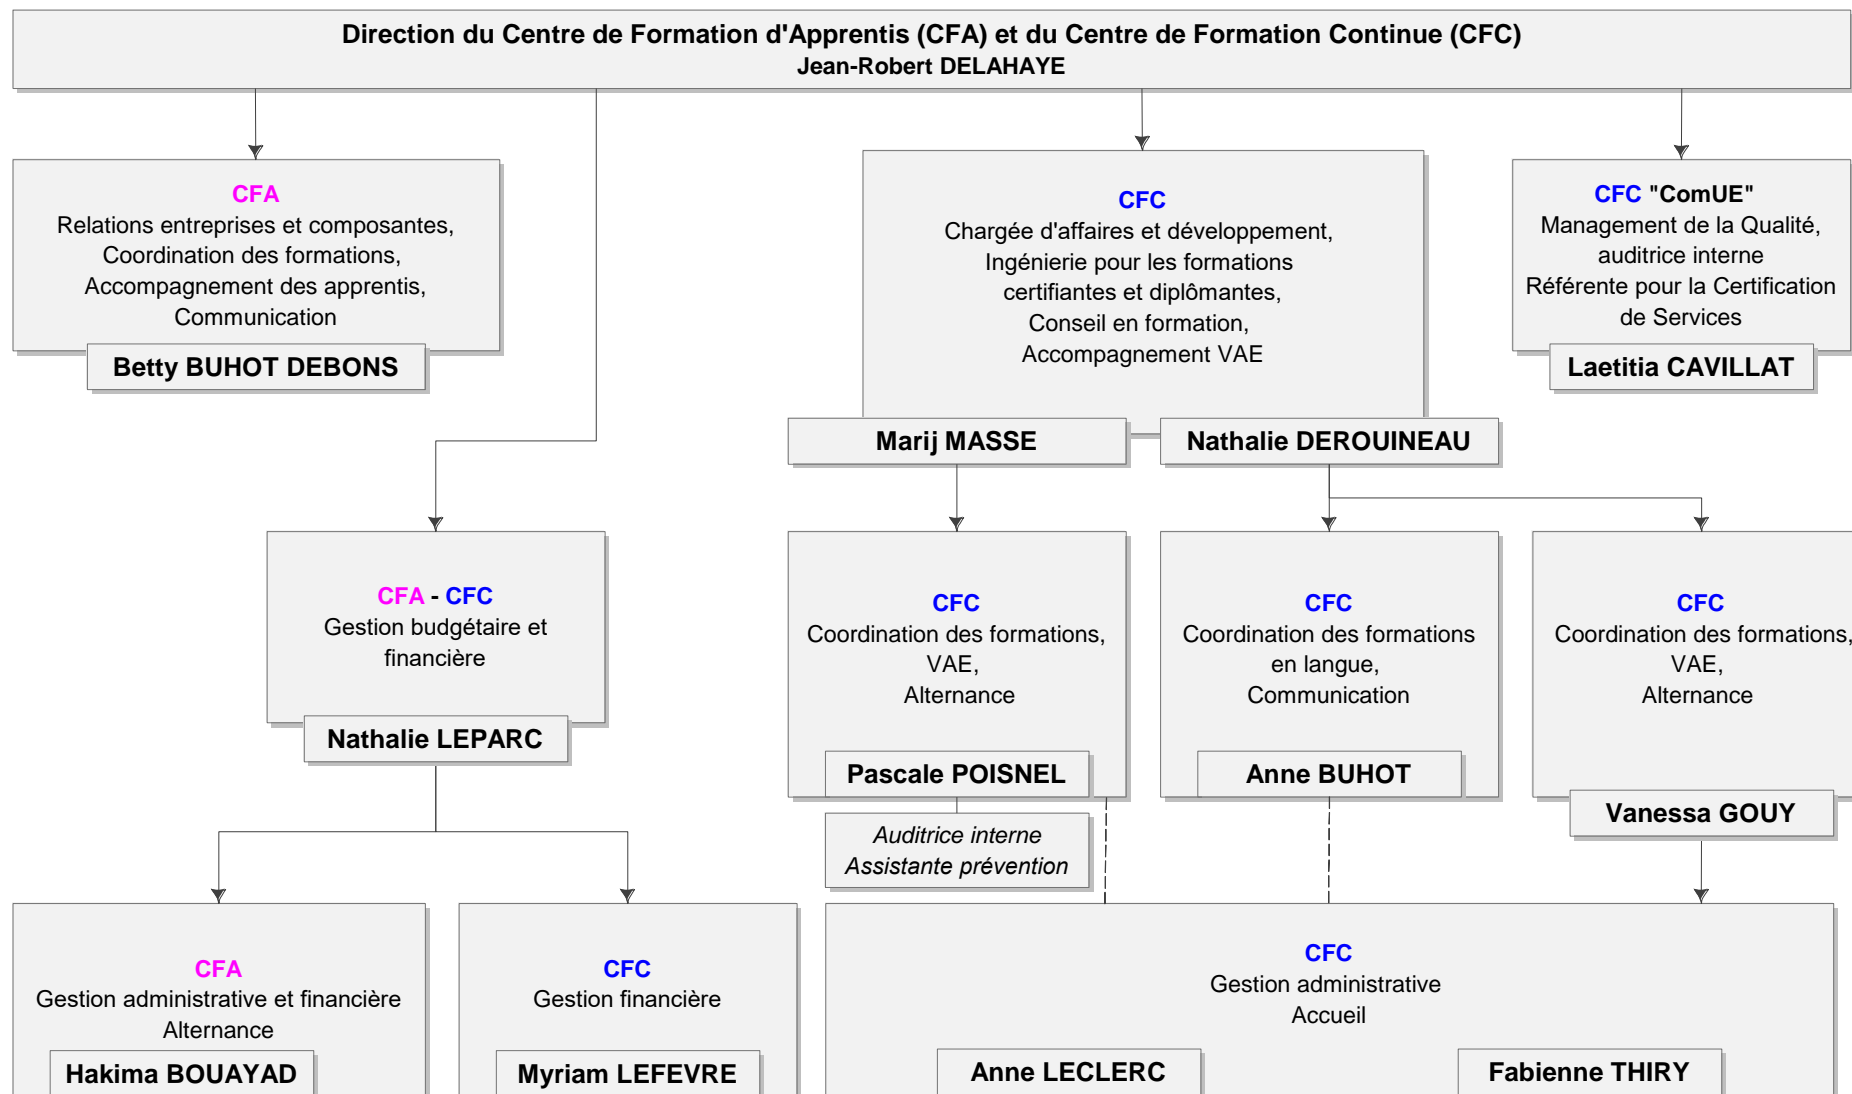 Direction du Centre de Formation d'Apprentis (CFA) et du Centre de Formation Continue (CFC)
Jean-Robert DELAHAYE
CFA
Relations entreprises et composantes,
Coordination des formations,
Accompagnement des apprentis,
Communication
Betty BUHOT DEBONS
CFC
Chargée d'affaires et développement,
Ingénierie pour les formations
certifiantes et diplômantes,
Conseil en formation,
Accompagnement VAE
Marij MASSE
Nathalie DEROUINEAU
CFC "ComUE"
Management de la Qualité,
auditrice interne
Référente pour la Certification
de Services
Laetitia CAVILLAT
CFA - CFC
Gestion budgétaire et
financière
Nathalie LEPARC
CFC
Coordination des formations,
VAE,
Alternance
Pascale POISNEL
Auditrice interne
Assistante prévention
CFC
Coordination des formations
en langue,
Communication
Anne BUHOT
CFC
Coordination des formations,
VAE,
Alternance
Vanessa GOUY
CFA
Gestion administrative et financière
Alternance
Hakima BOUAYAD
CFC
Gestion financière
Myriam LEFEVRE
CFC
Gestion administrative
Accueil
Anne LECLERC
Fabienne THIRY